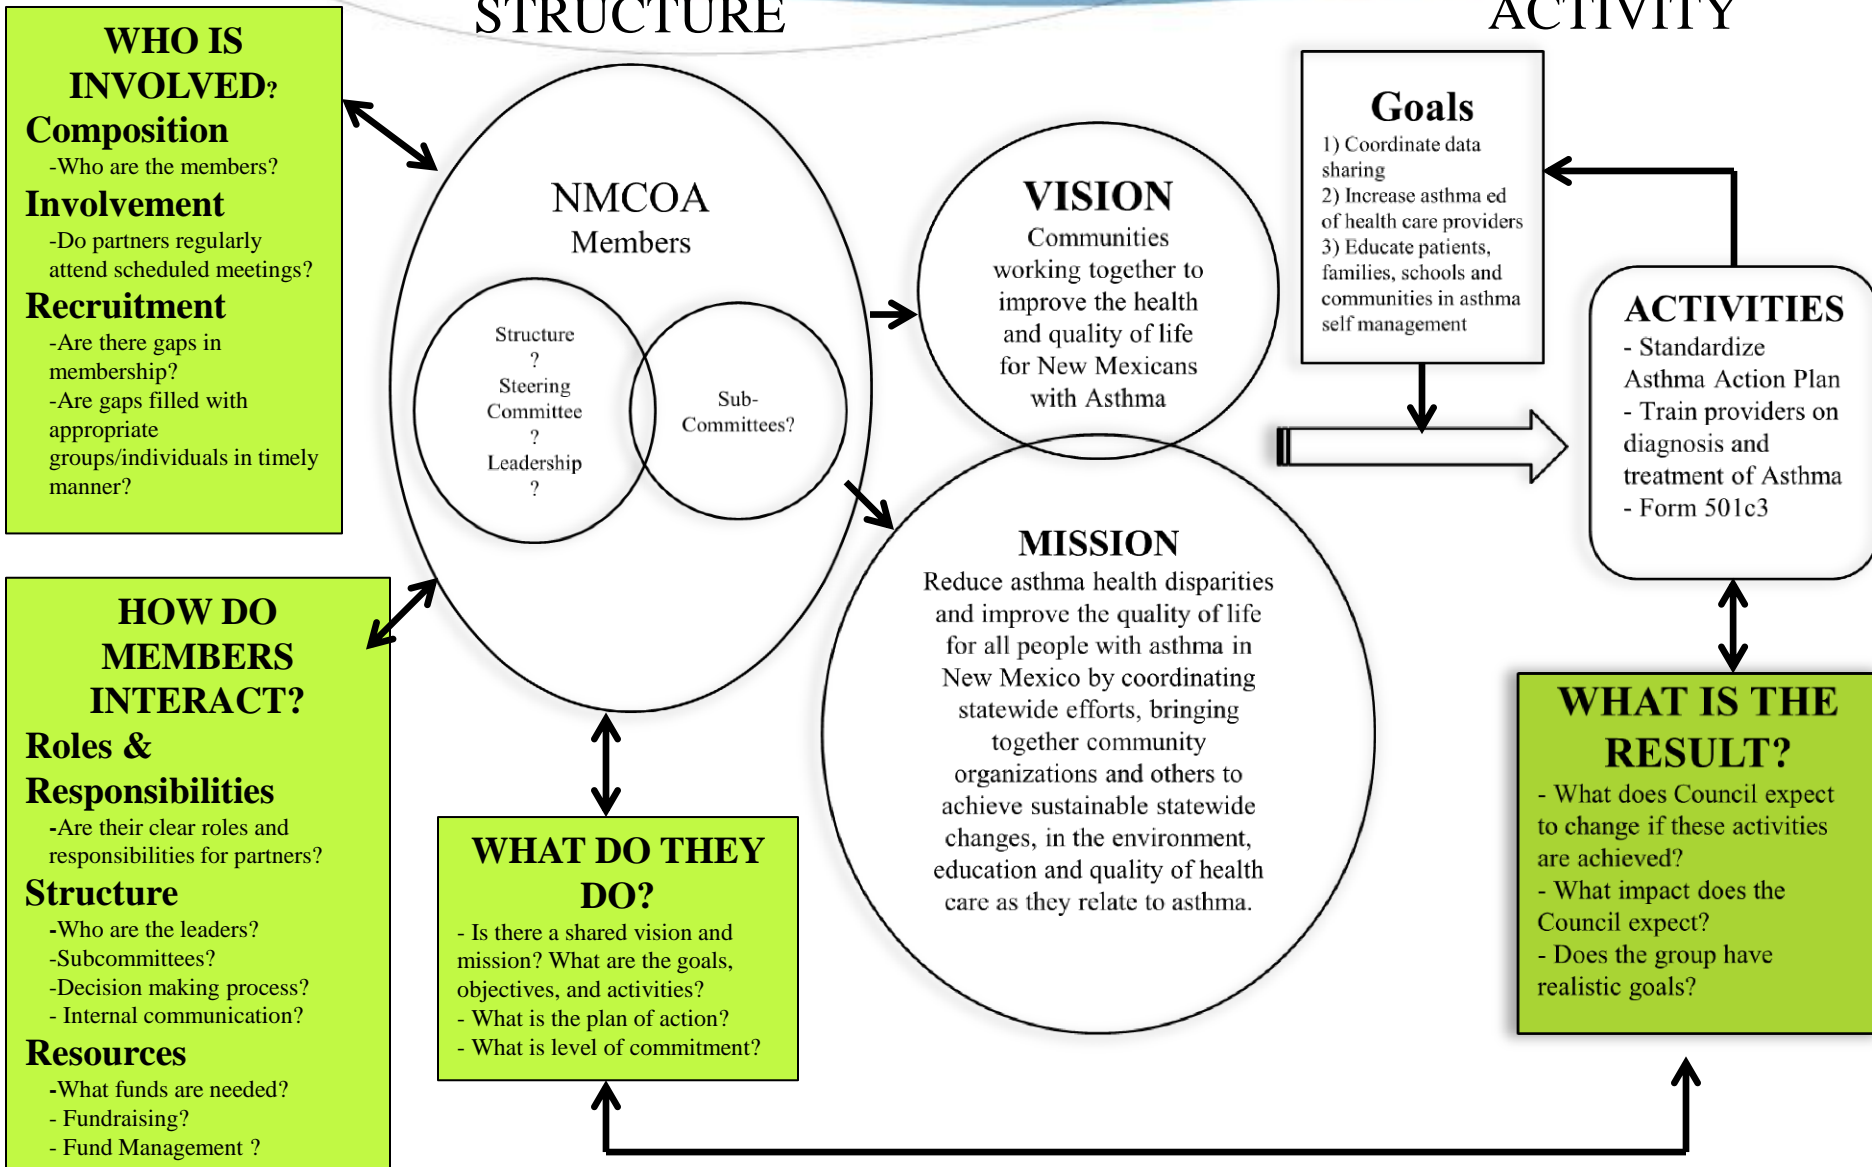 STRUCTURE
ACTIVITY
WHO IS
INVOLVED?
Composition
-Who are the members?
Involvement
-Do partners regularly
attend scheduled meetings?
Recruitment
-Are there gaps in
membership?
-Are gaps filled with
appropriate
groups/individuals in timely
manner?
HOW DO
MEMBERS
INTERACT?
Roles &
Responsibilities
-Are their clear roles and
responsibilities for partners?
Structure
-Who are the leaders?
-Subcommittees?
-Decision making process?
- Internal communication?
Resources
-What funds are needed?
- Fundraising?
- Fund Management ?
NMCOA
Members
Structure
?
Steering
Committee
?
Leadership
?
Sub-
Committees?
WHAT DO THEY
DO?
- Is there a shared vision and
mission? What are the goals,
objectives, and activities?
- What is the plan of action?
- What is level of commitment?
VISION
Communities
working together to
improve the health
and quality of life
for New Mexicans
with Asthma
MISSION
Reduce asthma health disparities
and improve the quality of life
for all people with asthma in
New Mexico by coordinating
statewide efforts, bringing
together community
organizations and others to
achieve sustainable statewide
changes, in the environment,
education and quality of health
care as they relate to asthma.
Goals
1) Coordinate data
sharing
2) Increase asthma ed
of health care providers
3) Educate patients,
families, schools and
communities in asthma
self management
ACTIVITIES
- Standardize
Asthma Action Plan
- Train providers on
diagnosis and
treatment of Asthma
- Form 501c3
WHAT IS THE
RESULT?
- What does Council expect
to change if these activities
are achieved?
- What impact does the
Council expect?
- Does the group have
realistic goals?